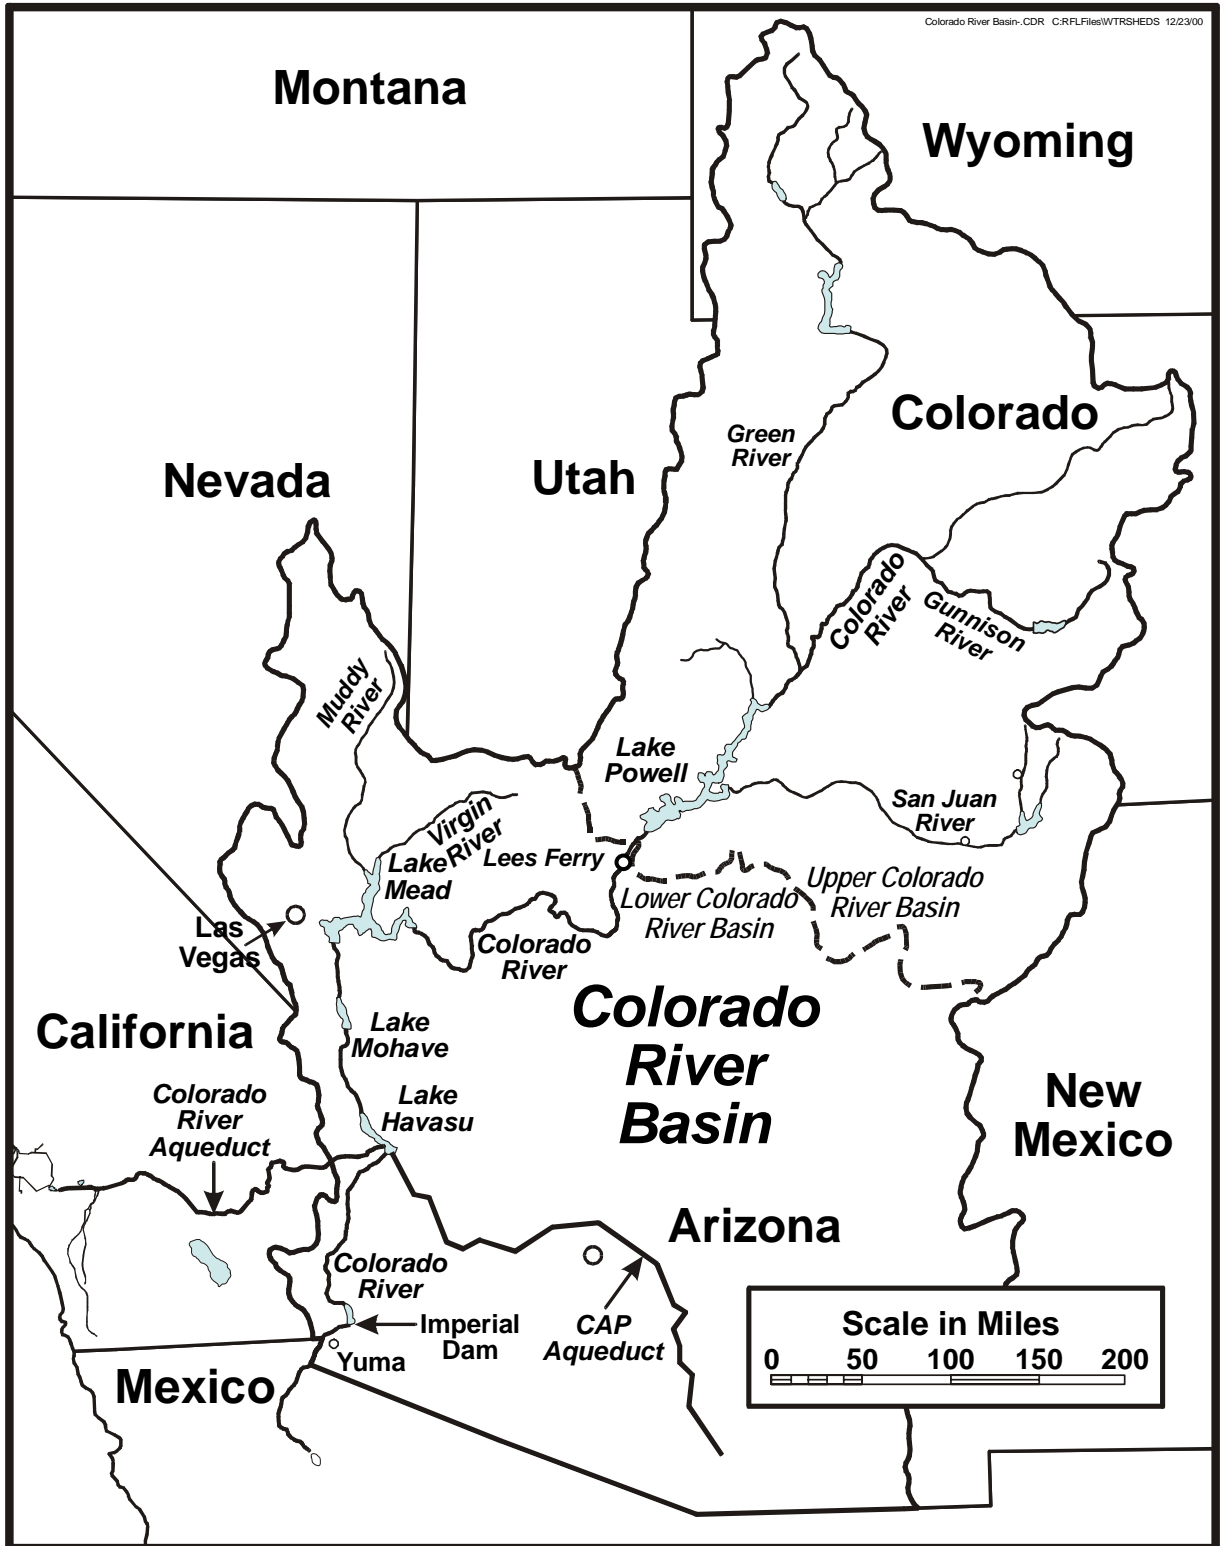 Colorado River Basin-.CDR C:RFLFiles\WTRSHEDS 12/23/00
Montana
Wyoming
Colorado
Green
River
Nevada
Utah
Colorado
River
Gunnison
River
Muddy
River
Lake
Powell
San Juan
River
Virgin
River
Lees Ferry
Lake
Mead
Upper Colorado
River Basin
Lower Colorado
River Basin
Las
Vegas
Colorado
River
Colorado
River
Basin
California
Lake
Mohave
Colorado
River
Aqueduct
Lake
Havasu
New
Mexico
Arizona
Colorado
River
Imperial
Dam
CAP
Aqueduct
Yuma
Mexico
Scale in Miles
0 50 100 150 200